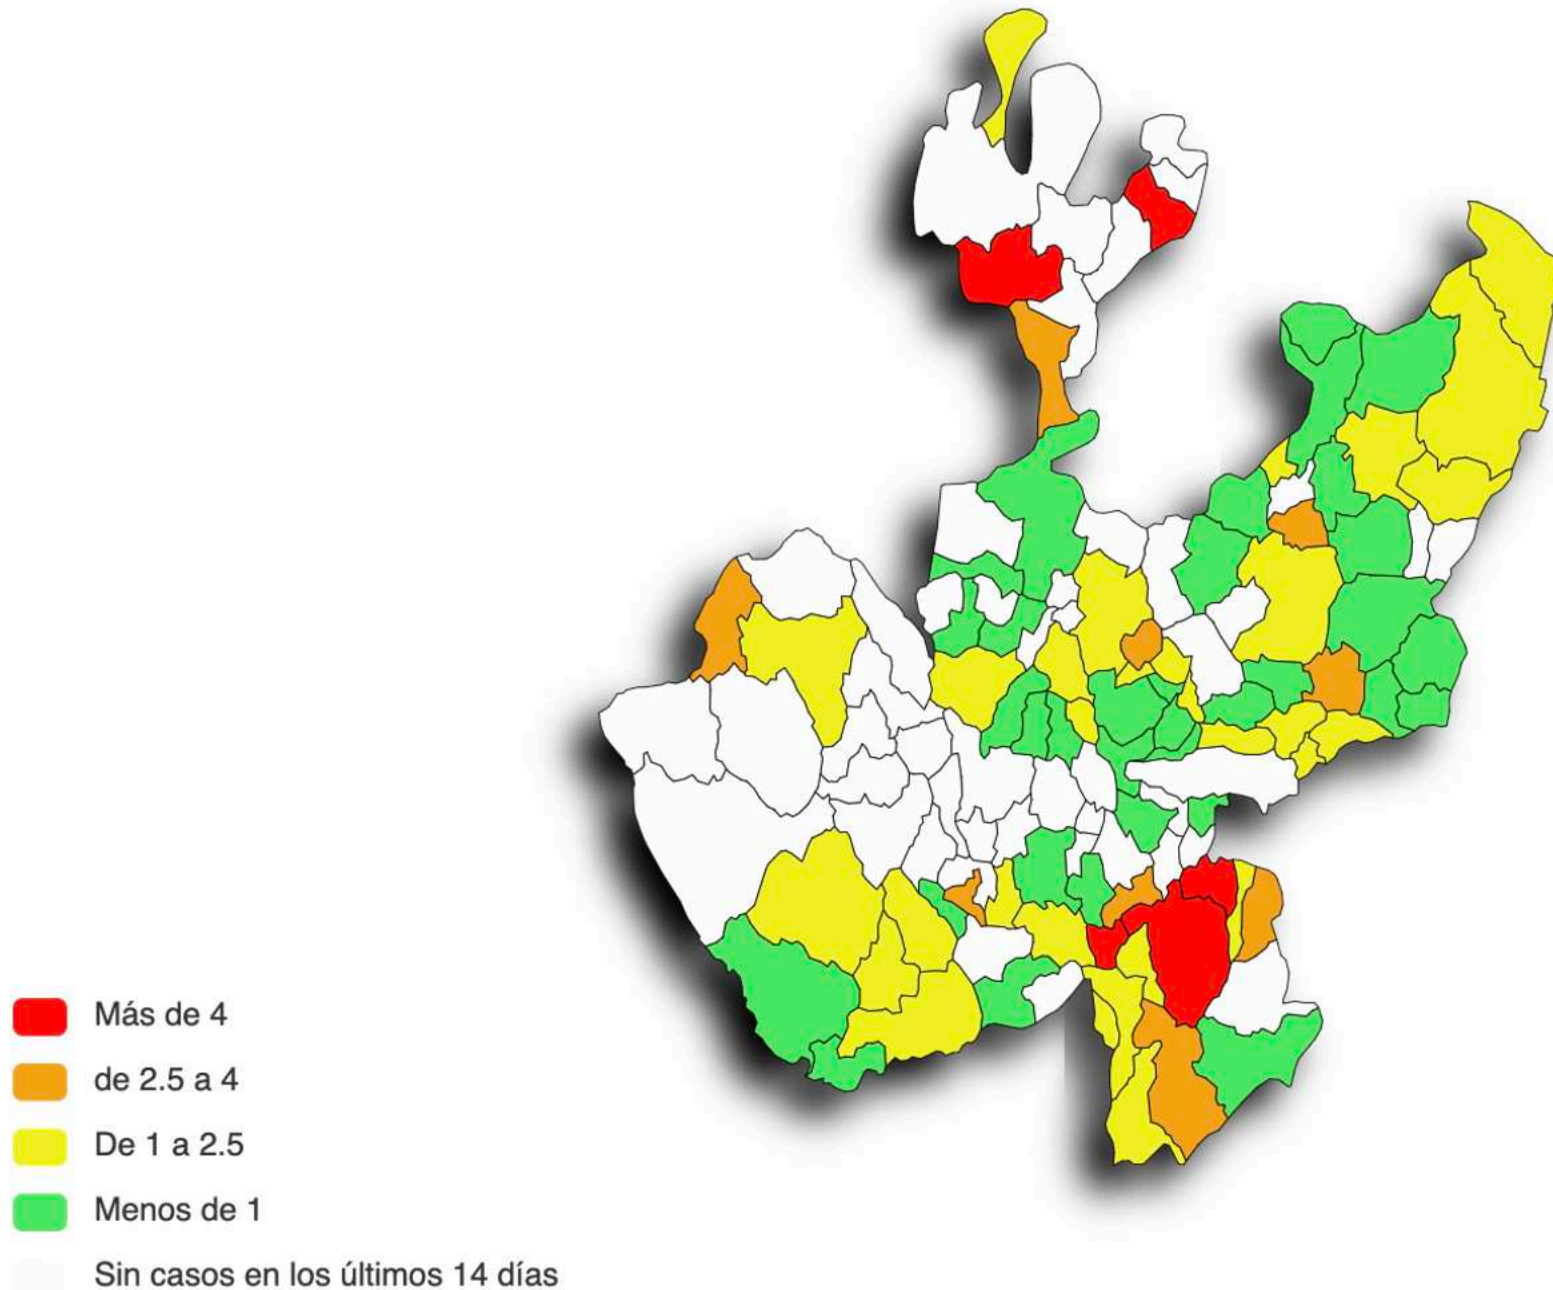 Más de 4
de 2.5 a 4
De 1 a 2.5
Menos de 1
Sin casos en los últimos 14 días